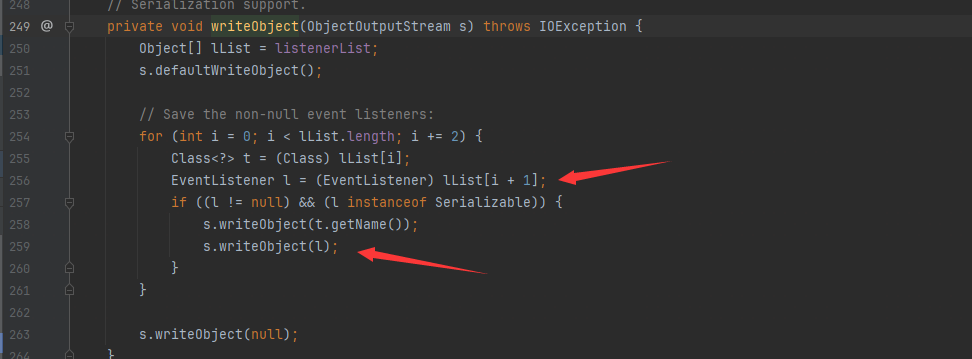 248 // Serialization support.
249 @ private void writeObject(ObjectOutputStream s) throws IOException {
250 Object[] lList = listenerList;
251 s.defaultWriteObject();
252
253 // Save the non-null event listeners:
254 for (int i = 0; i < lList.length; i += 2) {
255 Class<?> t = (Class) lList[i];
256 EventListener l = (EventListener) lList[i + 1];
257 if ((l != null) && (l instanceof Serializable)) {
258 s.writeObject(t.getName());
259 s.writeObject(l);
260 }
261 }
262
263 s.writeObject(null);
264 }